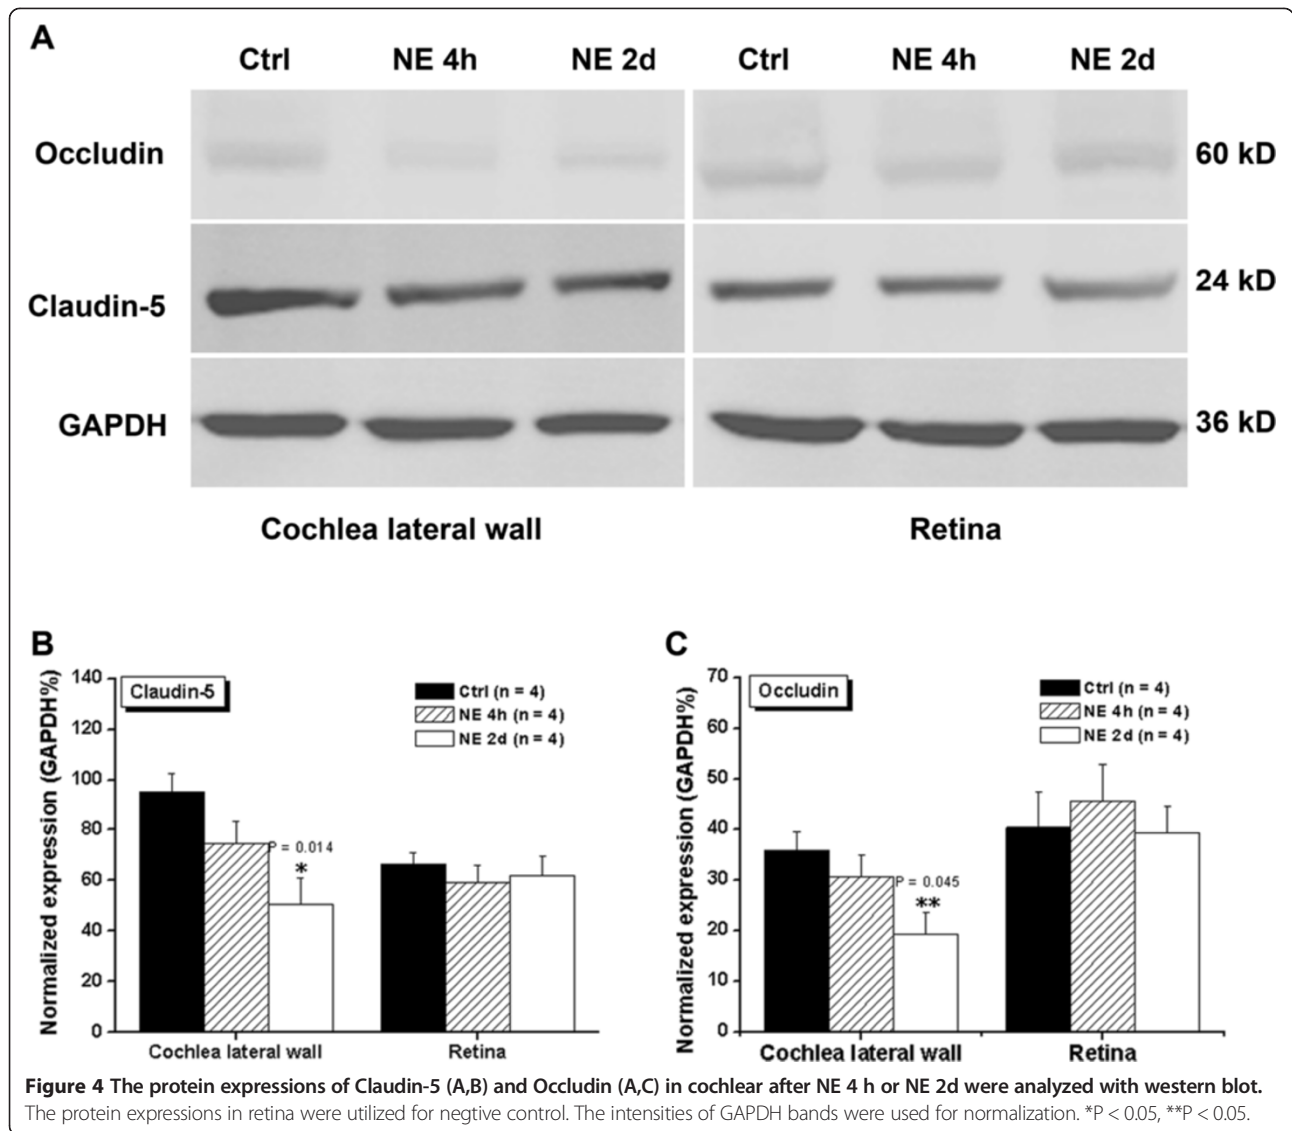 A
Ctrl NE 4h NE 2d Ctrl NE 4h NE 2d
Occludin 60 kD
Claudin-5 24 kD
GAPDH 36 kD
Cochlea lateral wall Retina
B
Normalized expression (GAPDH%)
140
120
100
80
60
40
20
0
Claudin-5
Ctrl (n = 4)
NE 4h (n = 4)
NE 2d (n = 4)
P = 0.014
*
Cochlea lateral wall Retina
C
Normalized expression (GAPDH%)
70
60
50
40
30
20
10
0
Occludin
Ctrl (n = 4)
NE 4h (n = 4)
NE 2d (n = 4)
P = 0.045
**
Cochlea lateral wall Retina
Figure 4 The protein expressions of Claudin-5 (A,B) and Occludin (A,C) in cochlear after NE 4 h or NE 2d were analyzed with western blot.
The protein expressions in retina were utilized for negtive control. The intensities of GAPDH bands were used for normalization. *P < 0.05, **P < 0.05.